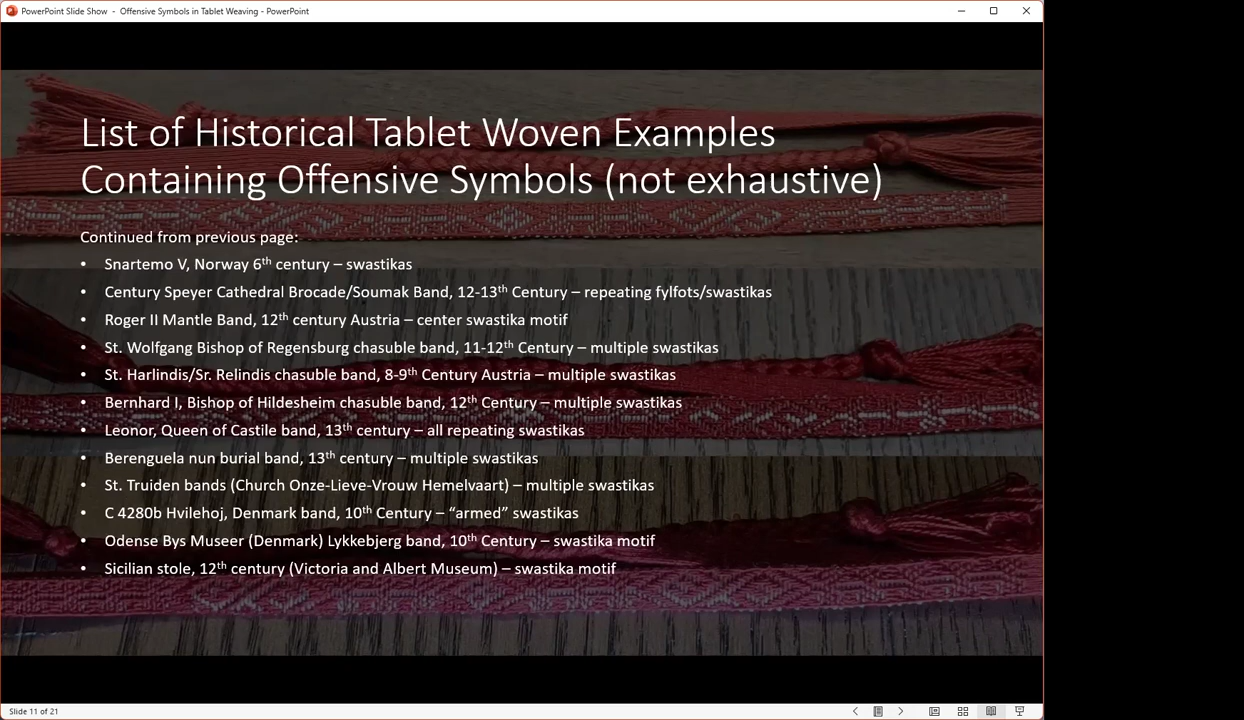 PowerPoint Slide Show - Offensive Symbols in Tablet Weaving - PowerPoint
List of Historical Tablet Woven Examples
Containing Offensive Symbols (not exhaustive)
Continued from previous page:
• Snartemo V, Norway 6th century – swastikas
• Century Speyer Cathedral Brocade/Soumak Band, 12-13th Century – repeating fylfots/swastikas
• Roger II Mantle Band, 12th century Austria – center swastika motif
• St. Wolfgang Bishop of Regensburg chasuble band, 11-12th Century – multiple swastikas
• St. Harlindis/Sr. Relindis chasuble band, 8-9th Century Austria – multiple swastikas
• Bernhard I, Bishop of Hildesheim chasuble band, 12th Century – multiple swastikas
• Leonor, Queen of Castile band, 13th century – all repeating swastikas
• Berenguela nun burial band, 13th century – multiple swastikas
• St. Truiden bands (Church Onze-Lieve-Vrouw Hemelvaart) – multiple swastikas
• C 4280b Hvilehoj, Denmark band, 10th Century – “armed” swastikas
• Odense Bys Museer (Denmark) Lykkebjerg band, 10th Century – swastika motif
• Sicilian stole, 12th century (Victoria and Albert Museum) – swastika motif
Slide 11 of 21